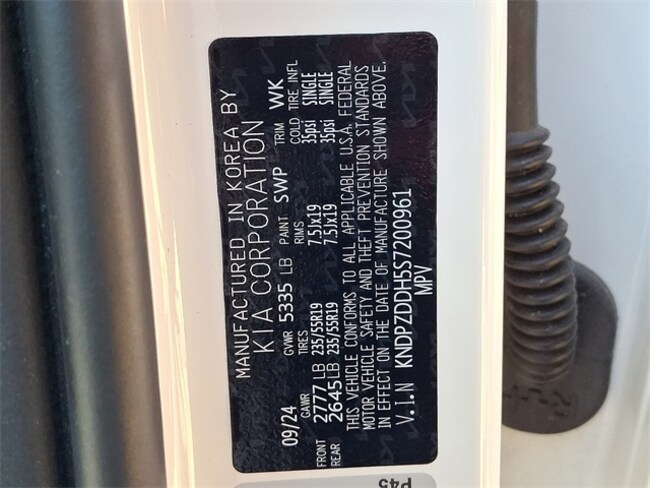 MANUFACTURED IN KOREA BY
KIA CORPORATION
09/24 GVWR 5335 LB PAINT SWP TRIM WK
GAWR TIRES RIMS COLD TIRE INFL
FRONT 2777 LB 235/55R19 7.5Jx19 35psi SINGLE
REAR 2645LB 235/55R19 7.5Jx19 35psi SINGLE
THIS VEHICLE CONFORMS TO ALL APPLICABLE U.S.A. FEDERAL
MOTOR VEHICLE SAFETY AND THEFT PREVENTION STANDARDS
IN EFFECT ON THE DATE OF MANUFACTURE SHOWN ABOVE.
V.I.N KNDPZDDH5S7200961
MPV
P45